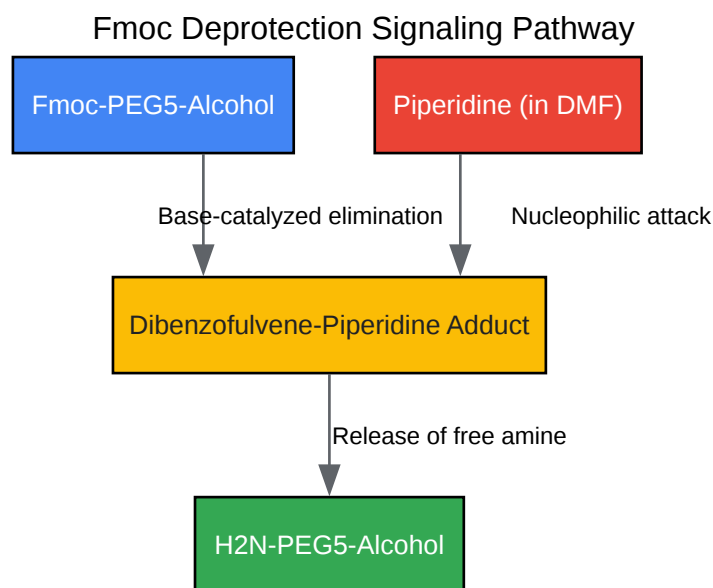 Fmoc Deprotection Signaling Pathway
Fmoc-PEG5-Alcohol
Piperidine (in DMF)
Base-catalyzed elimination
Nucleophilic attack
Dibenzofulvene-Piperidine Adduct
Release of free amine
H2N-PEG5-Alcohol